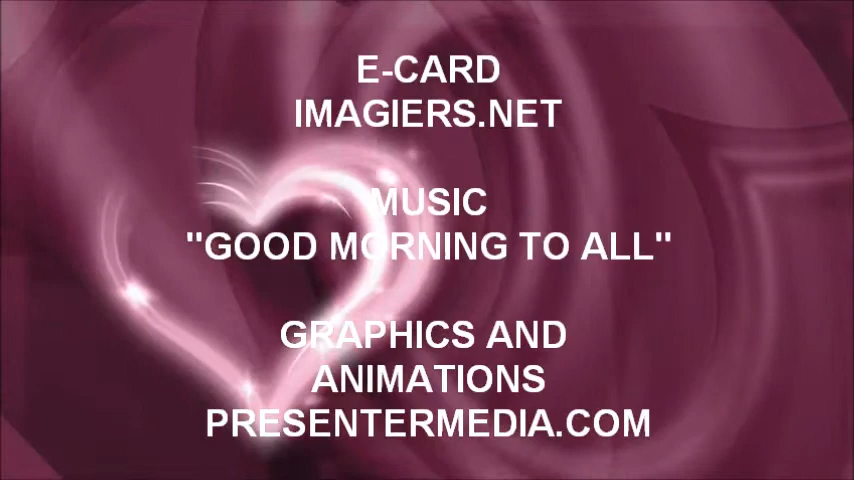 E-CARD
IMAGIERS.NET
MUSIC
"GOOD MORNING TO ALL"
GRAPHICS AND
ANIMATIONS
PRESENTERMEDIA.COM